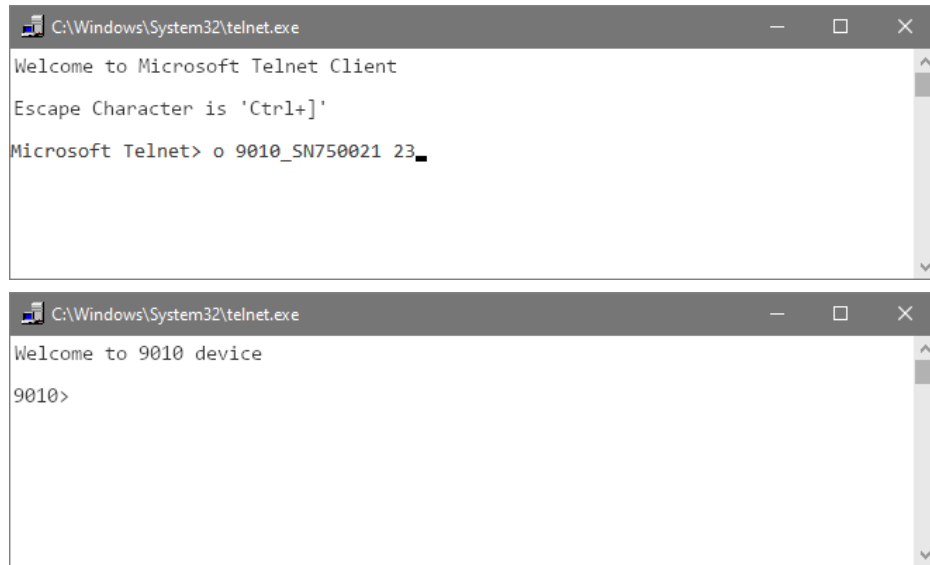 C:\Windows\System32\telnet.exe
Welcome to Microsoft Telnet Client
Escape Character is 'Ctrl+]'
Microsoft Telnet> o 9010_SN750021 23
C:\Windows\System32\telnet.exe
Welcome to 9010 device
9010>